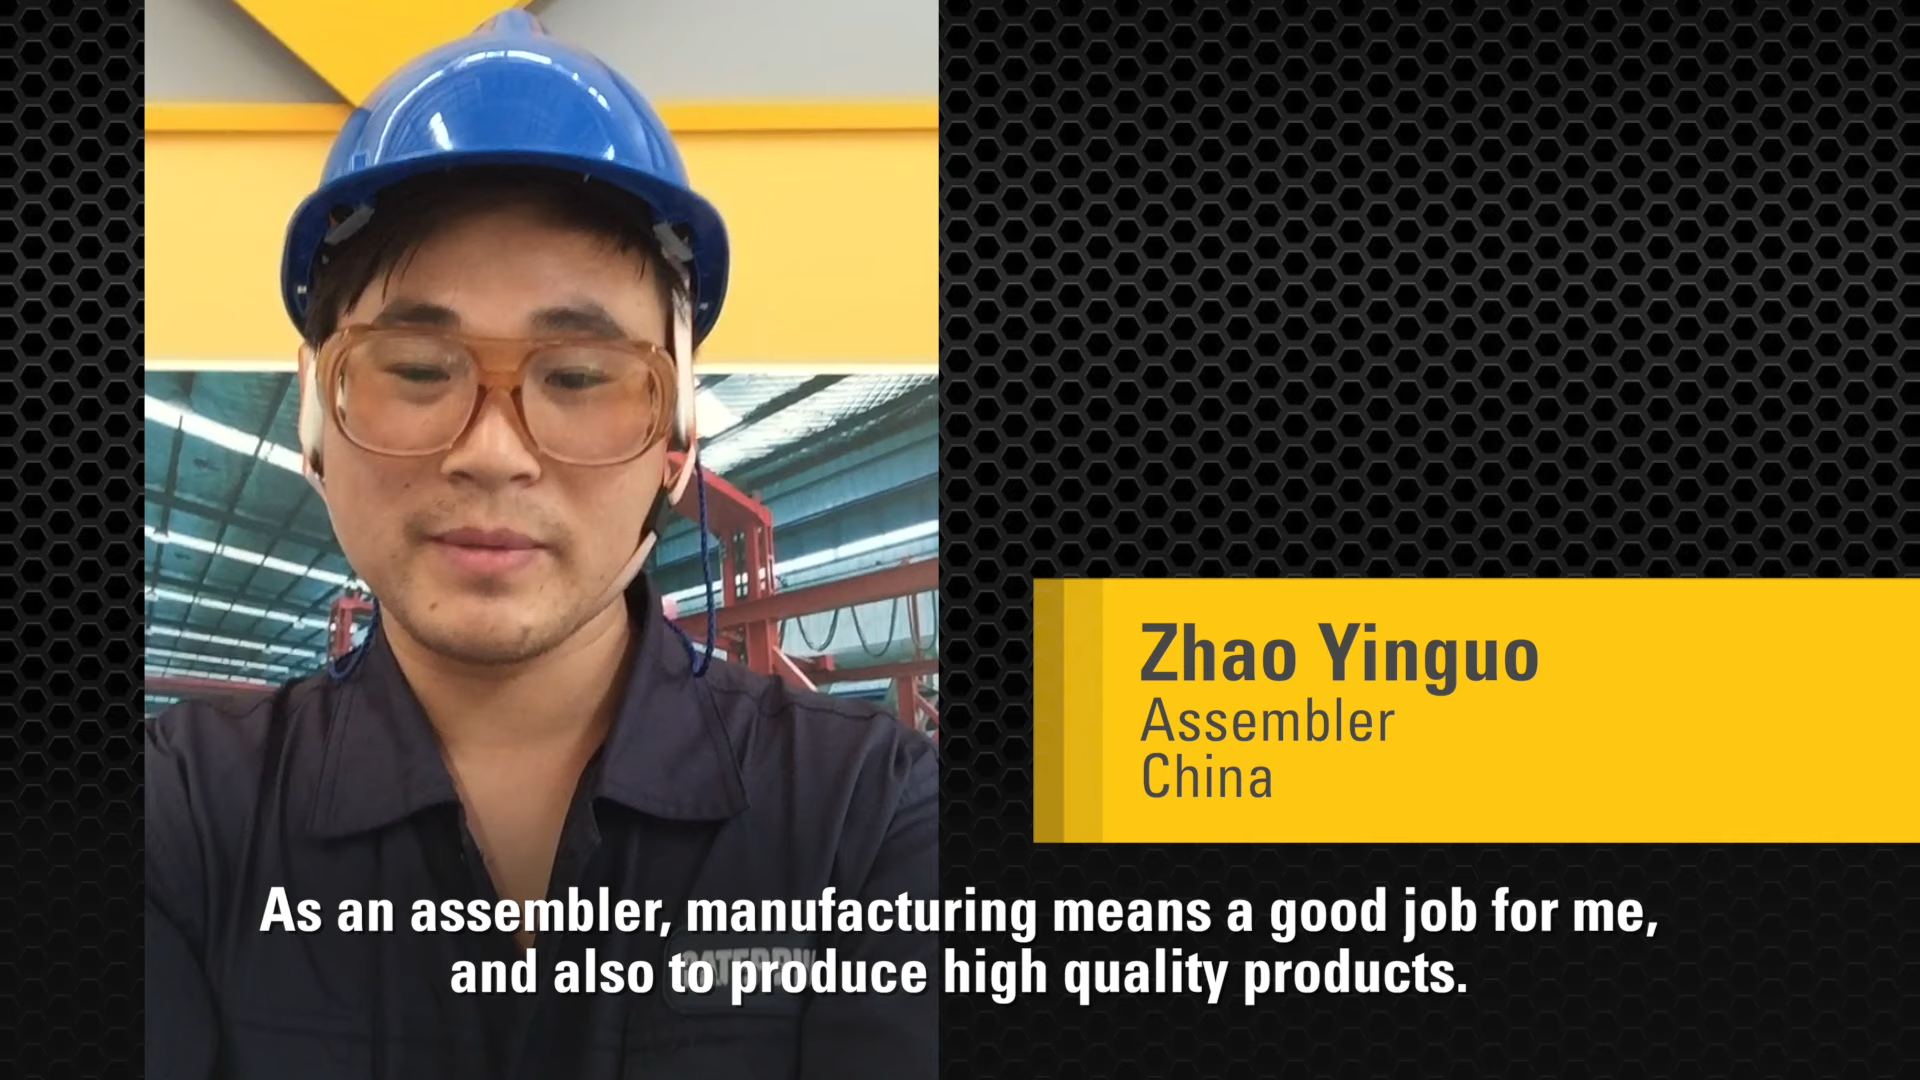 Zhao Yinguo
Assembler
China
As an assembler, manufacturing means a good job for me,
and also to produce high quality products.